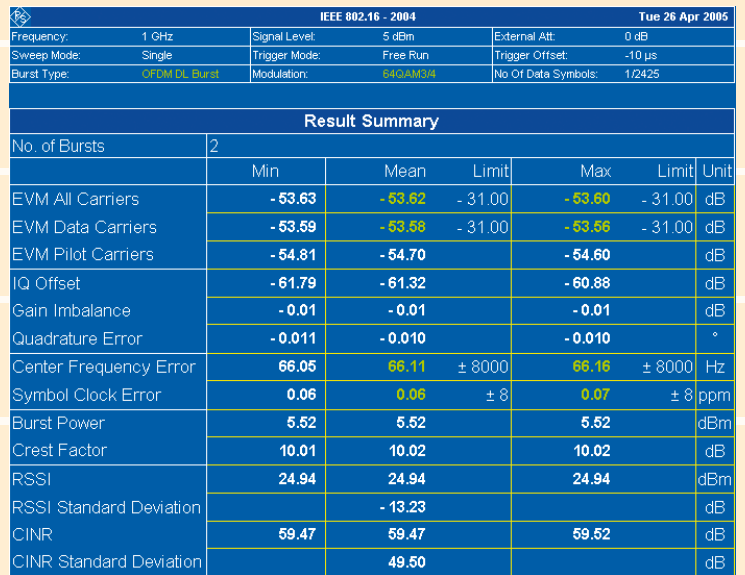 IEEE 802.16 - 2004 Tue 26 Apr 2005
Frequency: 1 GHz Signal Level: 5 dBm External Att: 0 dB
Sweep Mode: Single Trigger Mode: Free Run Trigger Offset: -10 µs
Burst Type: OFDM DL Burst Modulation: 64QAM3/4 No Of Data Symbols: 1/2425
Result Summary
No. of Bursts 2
Min Mean Limit Max Limit Unit
EVM All Carriers - 53.63 - 53.62 - 31.00 - 53.60 - 31.00 dB
EVM Data Carriers - 53.59 - 53.58 - 31.00 - 53.56 - 31.00 dB
EVM Pilot Carriers - 54.81 - 54.70 - 54.60 dB
IQ Offset - 61.79 - 61.32 - 60.88 dB
Gain Imbalance - 0.01 - 0.01 - 0.01 dB
Quadrature Error - 0.011 - 0.010 - 0.010 °
Center Frequency Error 66.05 66.11 ± 8000 66.16 ± 8000 Hz
Symbol Clock Error 0.06 0.06 ± 8 0.07 ± 8 ppm
Burst Power 5.52 5.52 5.52 dBm
Crest Factor 10.01 10.02 10.02 dB
RSSI 24.94 24.94 24.94 dBm
RSSI Standard Deviation - 13.23 dB
CINR 59.47 59.47 59.52 dB
CINR Standard Deviation 49.50 dB